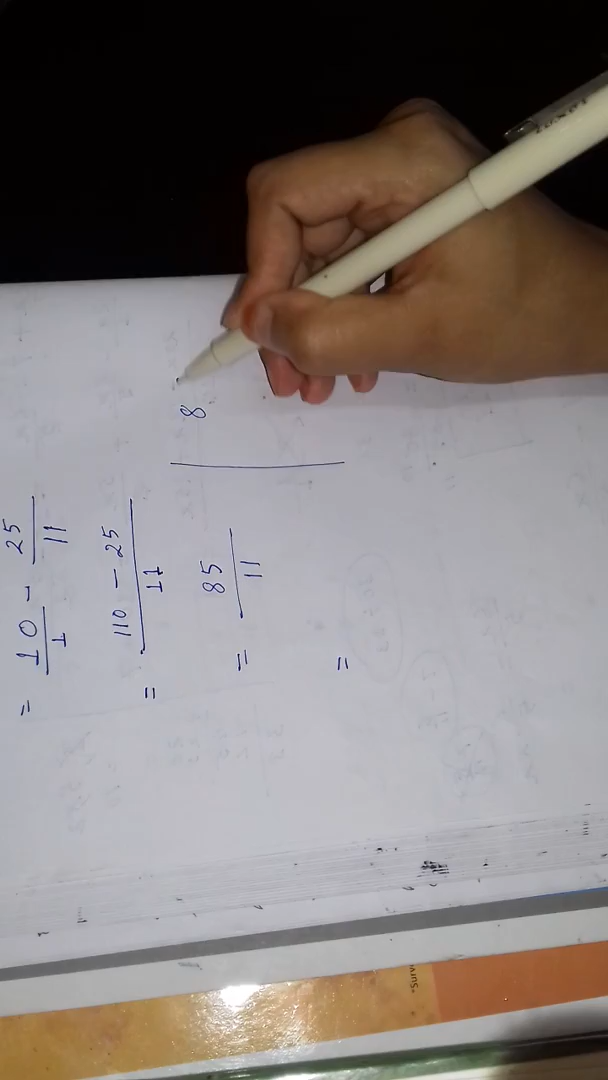 = 10/1 - 25/11
= 110 - 25/11
= 85/11
=
8